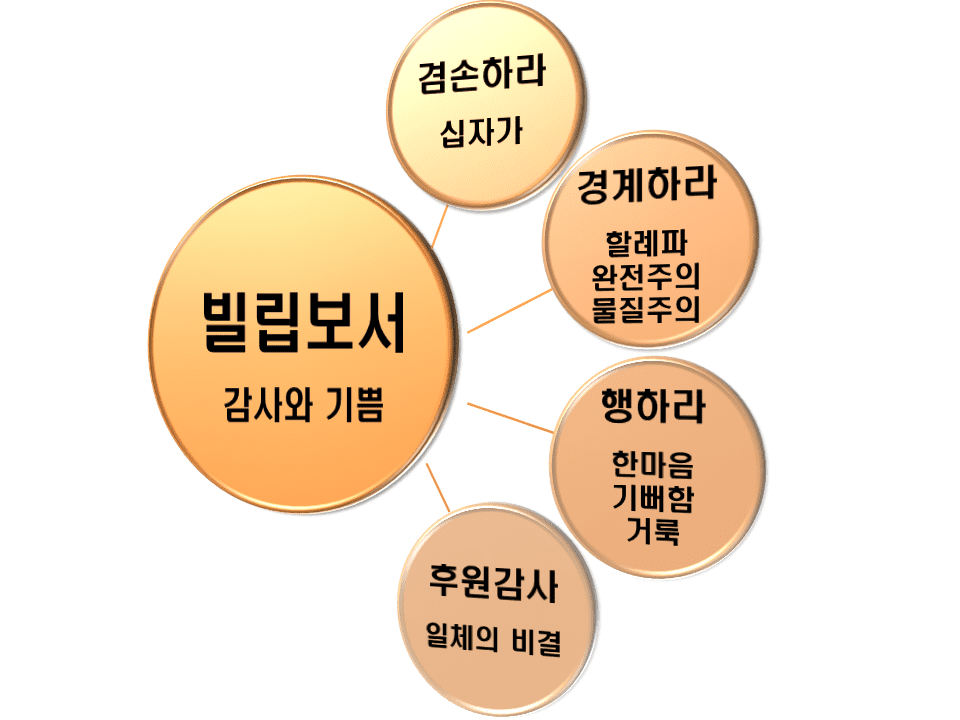 빌립보서
감사와 기쁨
겸손하라
십자가
경계하라
할례파
완전주의
물질주의
행하라
한마음
기뻐함
거룩
후원감사
일체의 비결